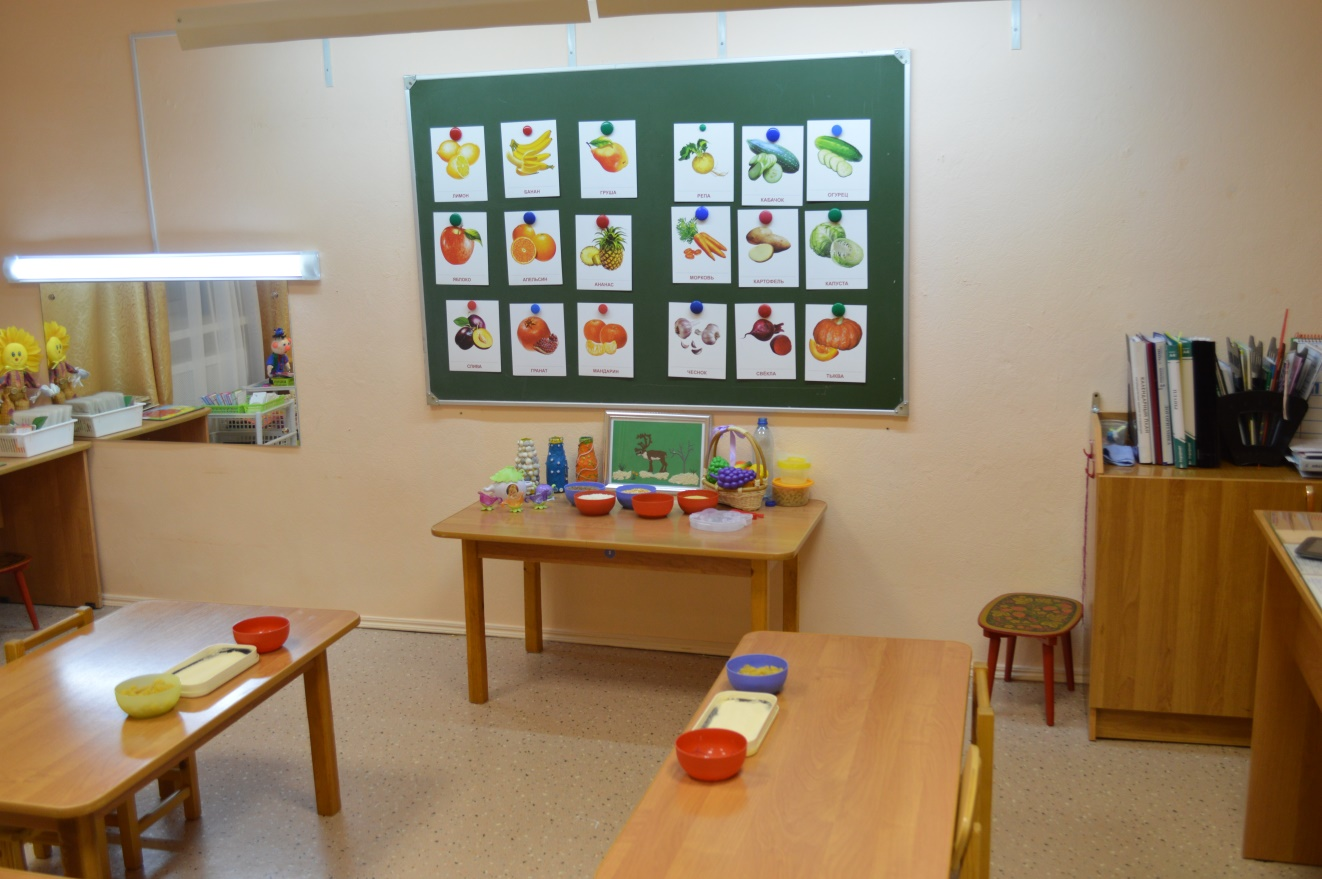 ЛИМОН
БАНАН
ГРУША
РЕПА
КАБАЧОК
ОГУРЕЦ
ЯБЛОКО
АПЕЛЬСИН
АНАНАС
МОРКОВЬ
КАРТОФЕЛЬ
КАПУСТА
СЛИВА
ГРАНАТ
МАНДАРИН
ЧЕСНОК
СВЁКЛА
ТЫКВА